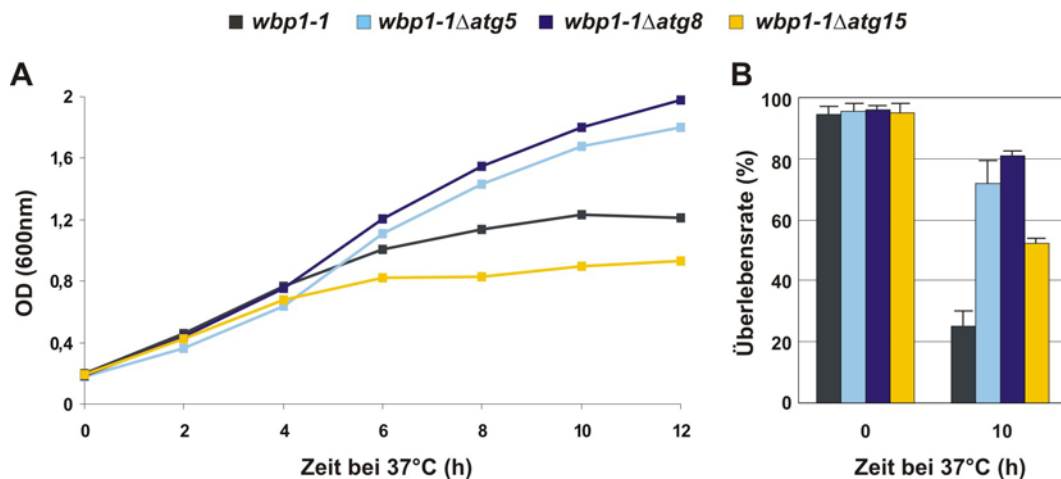 wbp1-1 wbp1-1Δatg5 wbp1-1Δatg8 wbp1-1Δatg15
A
OD (600nm)
2
1,6
1,2
0,8
0,4
0
0 2 4 6 8 10 12
Zeit bei 37°C (h)
B
Überlebensrate (%)
100
80
60
40
20
0
0 10
Zeit bei 37°C (h)